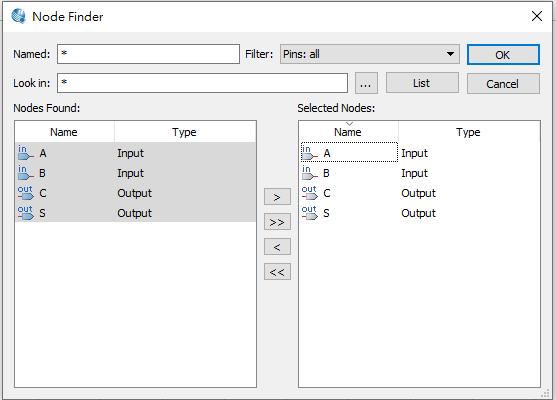 Node Finder
Named: * Filter: Pins: all OK
Look in: * ... List Cancel
Nodes Found: Selected Nodes:
Name Type Name Type
in A Input in A Input
in B Input in B Input
out C Output out C Output
out S Output out S Output
>
>>
<
<<